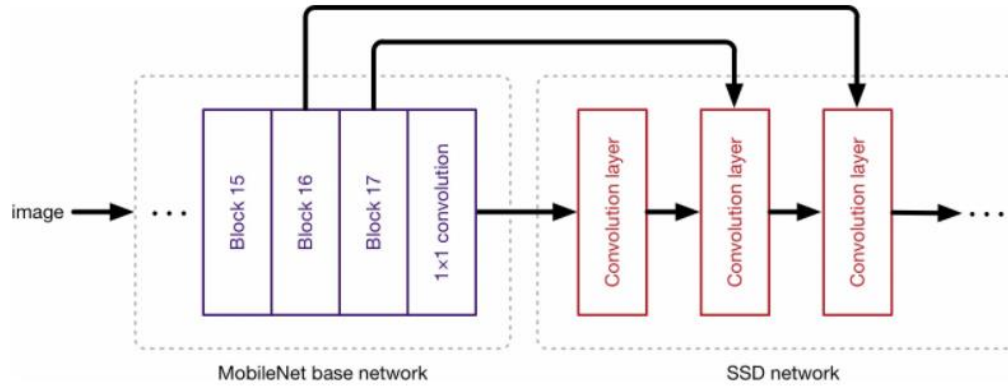 image
...
Block 15
Block 16
Block 17
1×1 convolution
Convolution layer
Convolution layer
Convolution layer
...
MobileNet base network
SSD network